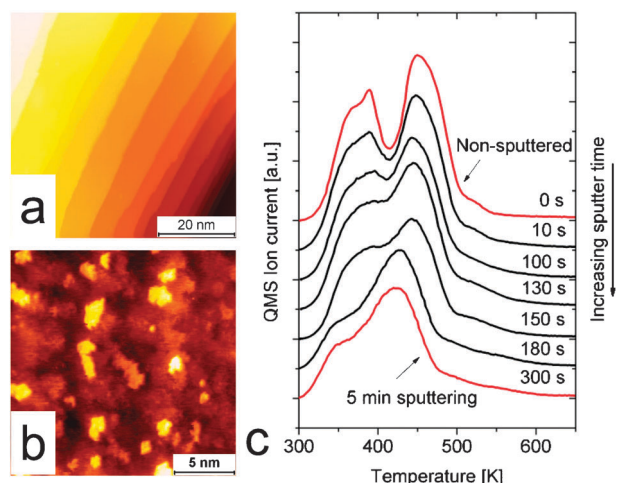 a
20 nm
b
5 nm
c
QMS Ion current [a.u.]
Non-sputtered
0 s
10 s
100 s
130 s
150 s
180 s
300 s
5 min sputtering
Increasing sputter time
300 400 500 600
Temperature [K]